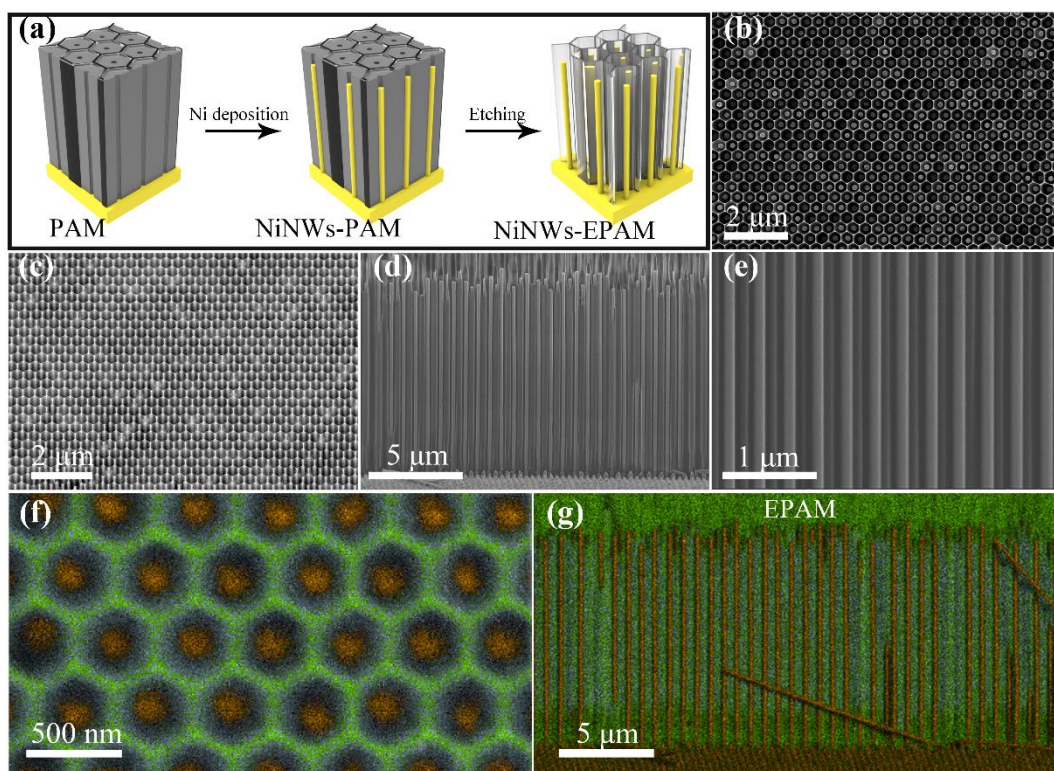 (a)
Ni deposition
Etching
PAM
NiNWs-PAM
NiNWs-EPAM
(b)
2 μm
(c)
2 μm
(d)
5 μm
(e)
1 μm
(f)
500 nm
(g)
EPAM
5 μm